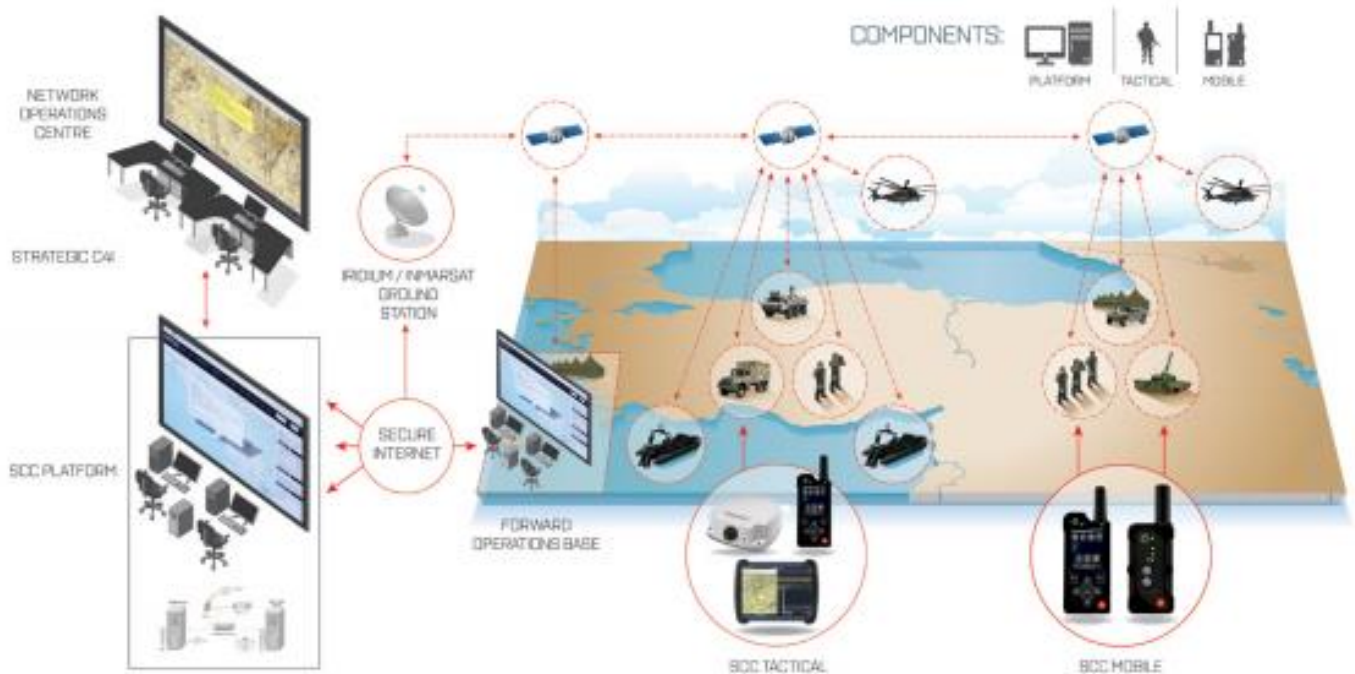 COMPONENTS:
PLATFORM
TACTICAL
MOBILE
NETWORK
OPERATIONS
CENTRE
STRATEGIC C4I
IRIDIUM / INMARSAT
GROUND
STATION
SCC PLATFORM
SECURE
INTERNET
FORWARD
OPERATIONS BASE
SCC TACTICAL
SCC MOBILE